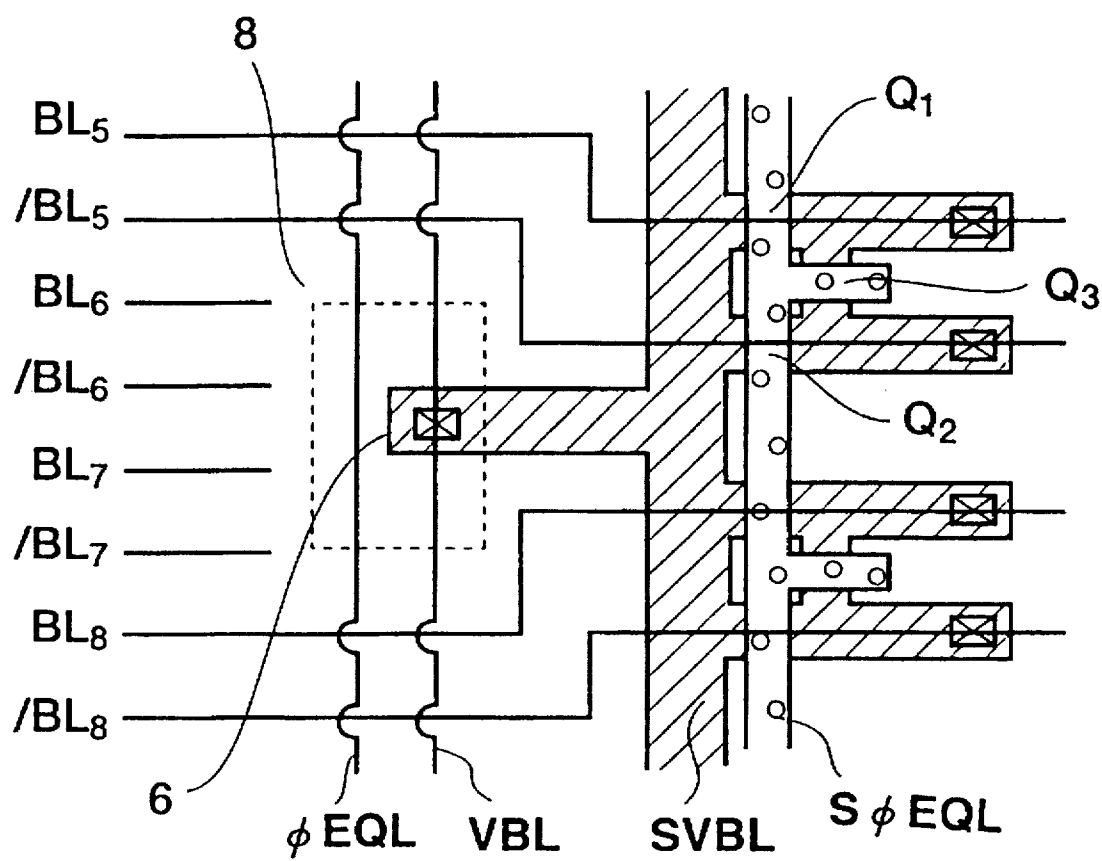 8
BL5
/BL5
BL6
/BL6
BL7
/BL7
BL8
/BL8
6
Q1
Q3
Q2
φ EQL
VBL
SVBL
S φ EQL